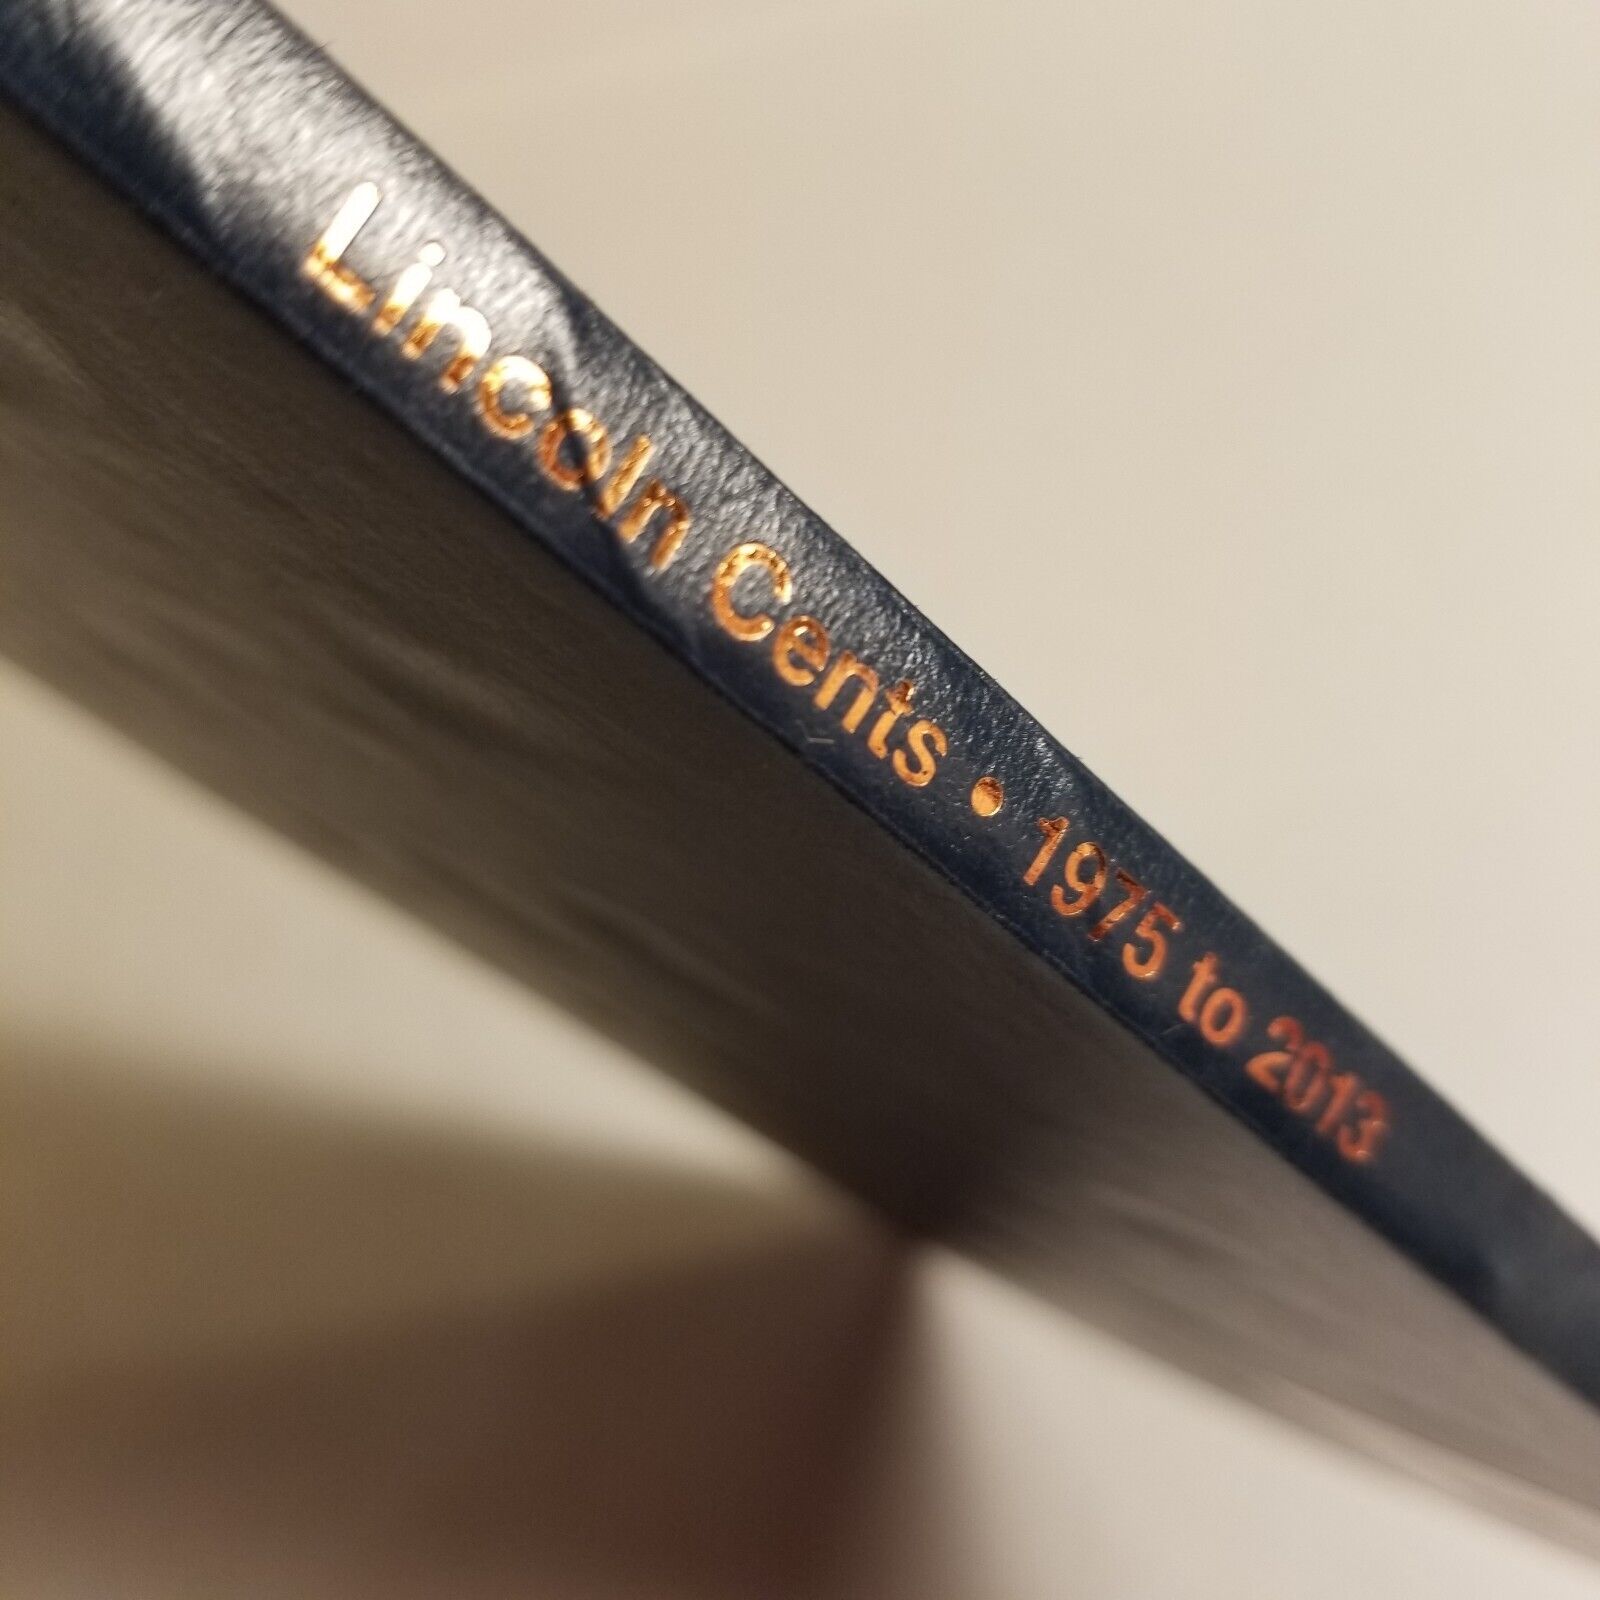 Lincoln Cents • 1975 to 2013